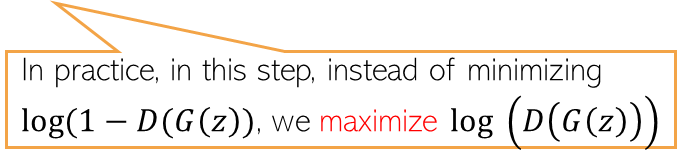 In practice, in this step, instead of minimizing
log(1 − D(G(z)), we maximize log (D(G(z)))